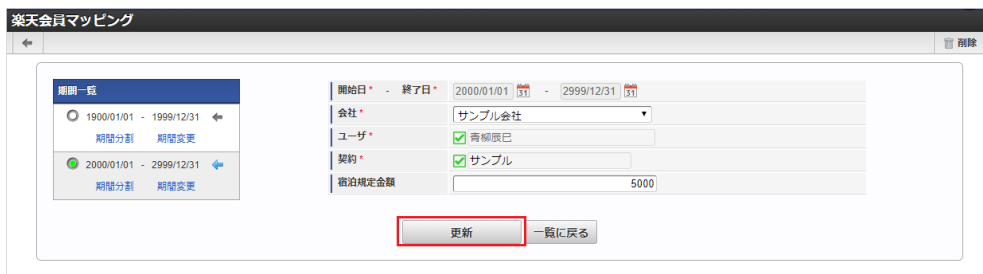 楽天会員マッピング
削除
期間一覧
1900/01/01 - 1999/12/31
期間分割 期間変更
2000/01/01 - 2999/12/31
期間分割 期間変更
開始日* - 終了日* 2000/01/01 31 - 2999/12/31 31
会社* サンプル会社
ユーザ* 青柳辰巳
契約* サンプル
宿泊規定金額 5000
更新 一覧に戻る